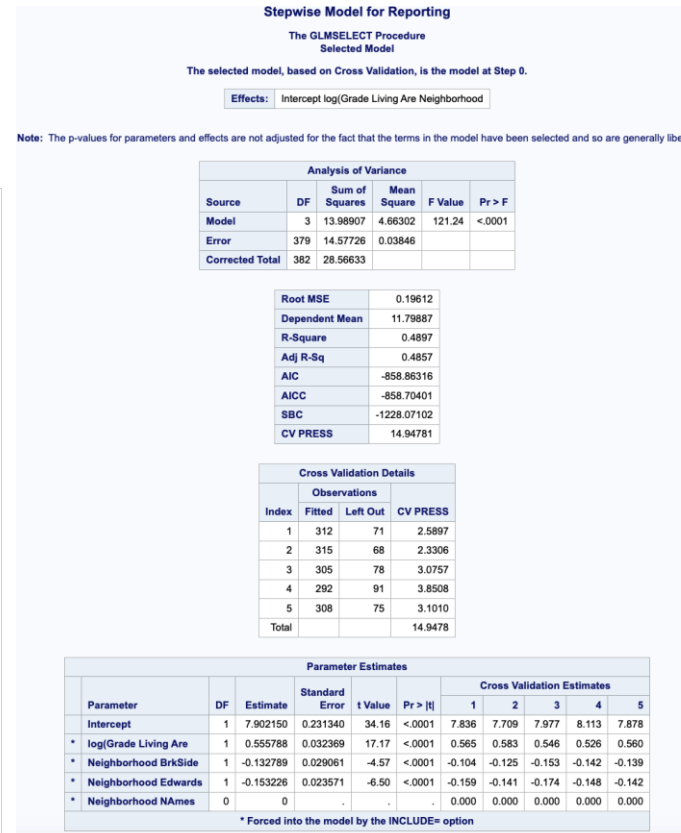 Stepwise Model for Reporting
The GLMSELECT Procedure
Selected Model
The selected model, based on Cross Validation, is the model at Step 0.
Effects: Intercept log(Grade Living Are Neighborhood
Note: The p-values for parameters and effects are not adjusted for the fact that the terms in the model have been selected and so are generally libe
Analysis of Variance
Source DF Sum of Squares Mean Square F Value Pr > F
Model 3 13.98907 4.66302 121.24 <.0001
Error 379 14.57726 0.03846
Corrected Total 382 28.56633
Root MSE 0.19612
Dependent Mean 11.79887
R-Square 0.4897
Adj R-Sq 0.4857
AIC -858.86316
AICC -858.70401
SBC -1228.07102
CV PRESS 14.94781
Cross Validation Details
Observations
Index Fitted Left Out CV PRESS
1 312 71 2.5897
2 315 68 2.3306
3 305 78 3.0757
4 292 91 3.8508
5 308 75 3.1010
Total 14.9478
Parameter Estimates
Cross Validation Estimates
Parameter DF Estimate Standard Error t Value Pr > |t| 1 2 3 4 5
Intercept 1 7.902150 0.231340 34.16 <.0001 7.836 7.709 7.977 8.113 7.878
* log(Grade Living Are 1 0.555788 0.032369 17.17 <.0001 0.565 0.583 0.546 0.526 0.560
* Neighborhood BrkSide 1 -0.132789 0.029061 -4.57 <.0001 -0.104 -0.125 -0.153 -0.142 -0.139
* Neighborhood Edwards 1 -0.153226 0.023571 -6.50 <.0001 -0.159 -0.141 -0.174 -0.148 -0.142
* Neighborhood NAmes 0 0 . . . 0.000 0.000 0.000 0.000 0.000
* Forced into the model by the INCLUDE= option